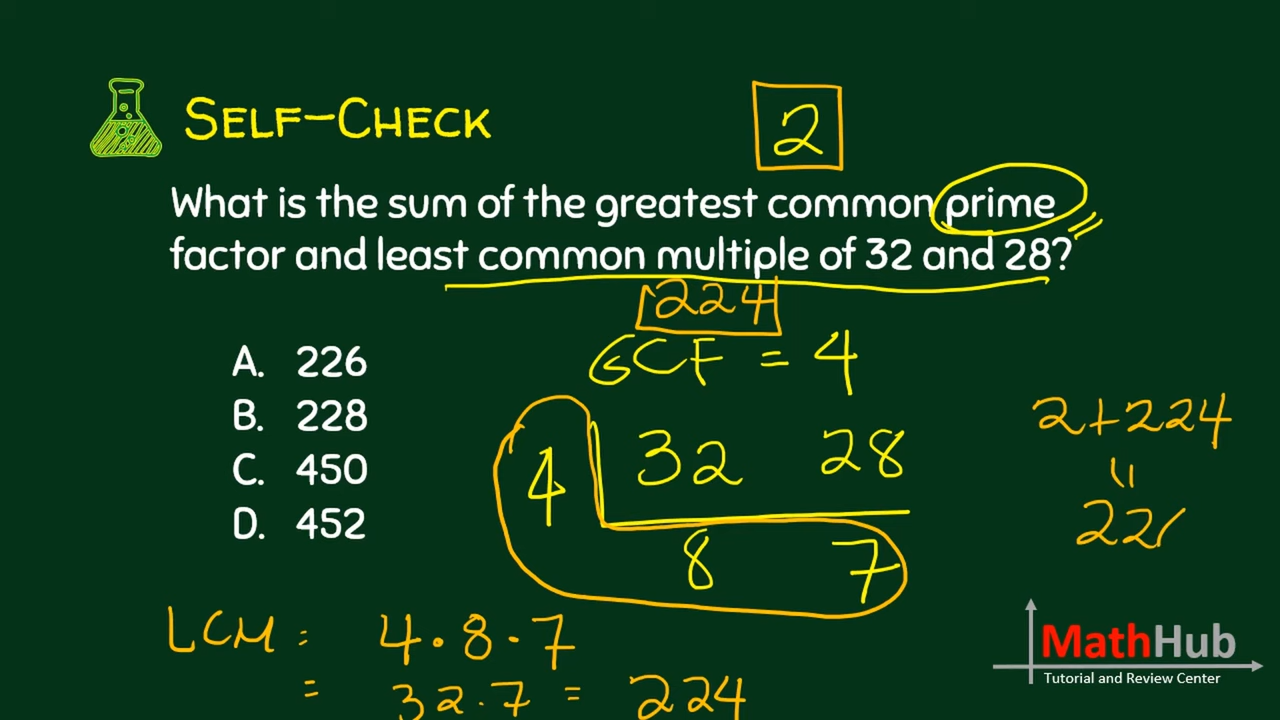 SELF-CHECK
2
What is the sum of the greatest common prime
factor and least common multiple of 32 and 28?
224
A. 226
B. 228
C. 450
D. 452
GCF = 4
4 32 28
8 7
2+224
=
22
LCM = 4·8·7
= 32·7 = 224
MathHub
Tutorial and Review Center